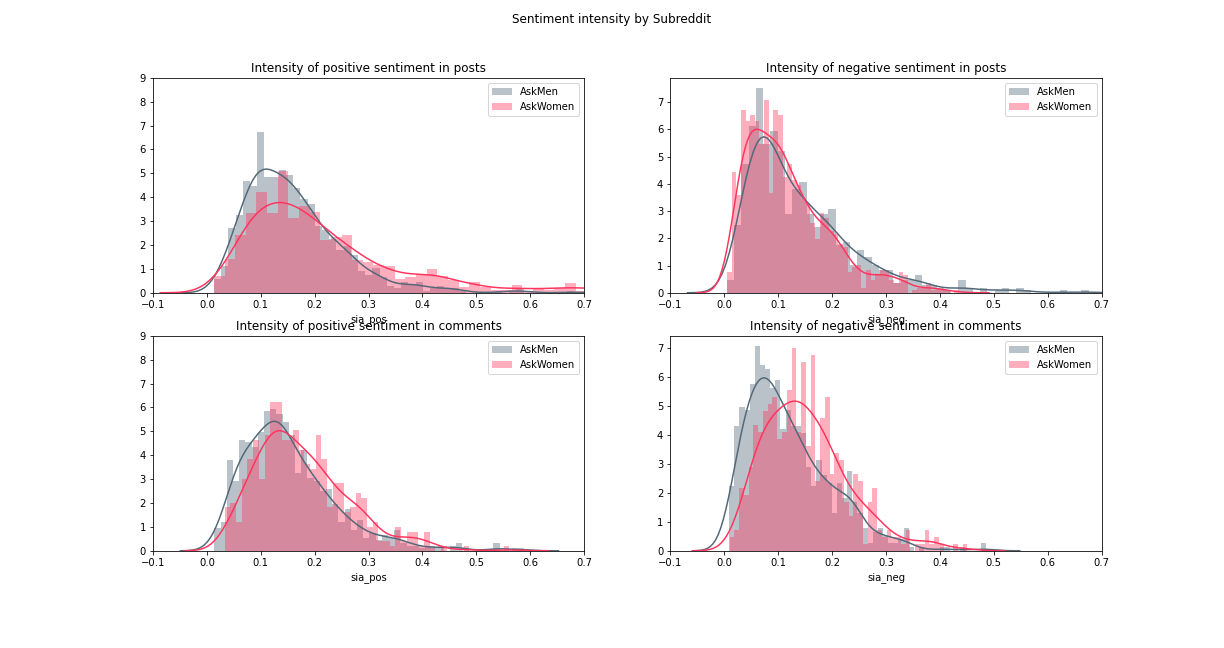 Sentiment intensity by Subreddit
Intensity of positive sentiment in posts
9
8
7
6
5
4
3
2
1
0
−0.1 0.0 0.1 0.2 0.3 0.4 0.5 0.6 0.7
sia_pos
AskMen
AskWomen
Intensity of negative sentiment in posts
7
6
5
4
3
2
1
0
−0.1 0.0 0.1 0.2 0.3 0.4 0.5 0.6 0.7
sia_neg
AskMen
AskWomen
Intensity of positive sentiment in comments
9
8
7
6
5
4
3
2
1
0
−0.1 0.0 0.1 0.2 0.3 0.4 0.5 0.6 0.7
sia_pos
AskMen
AskWomen
Intensity of negative sentiment in comments
7
6
5
4
3
2
1
0
−0.1 0.0 0.1 0.2 0.3 0.4 0.5 0.6 0.7
sia_neg
AskMen
AskWomen